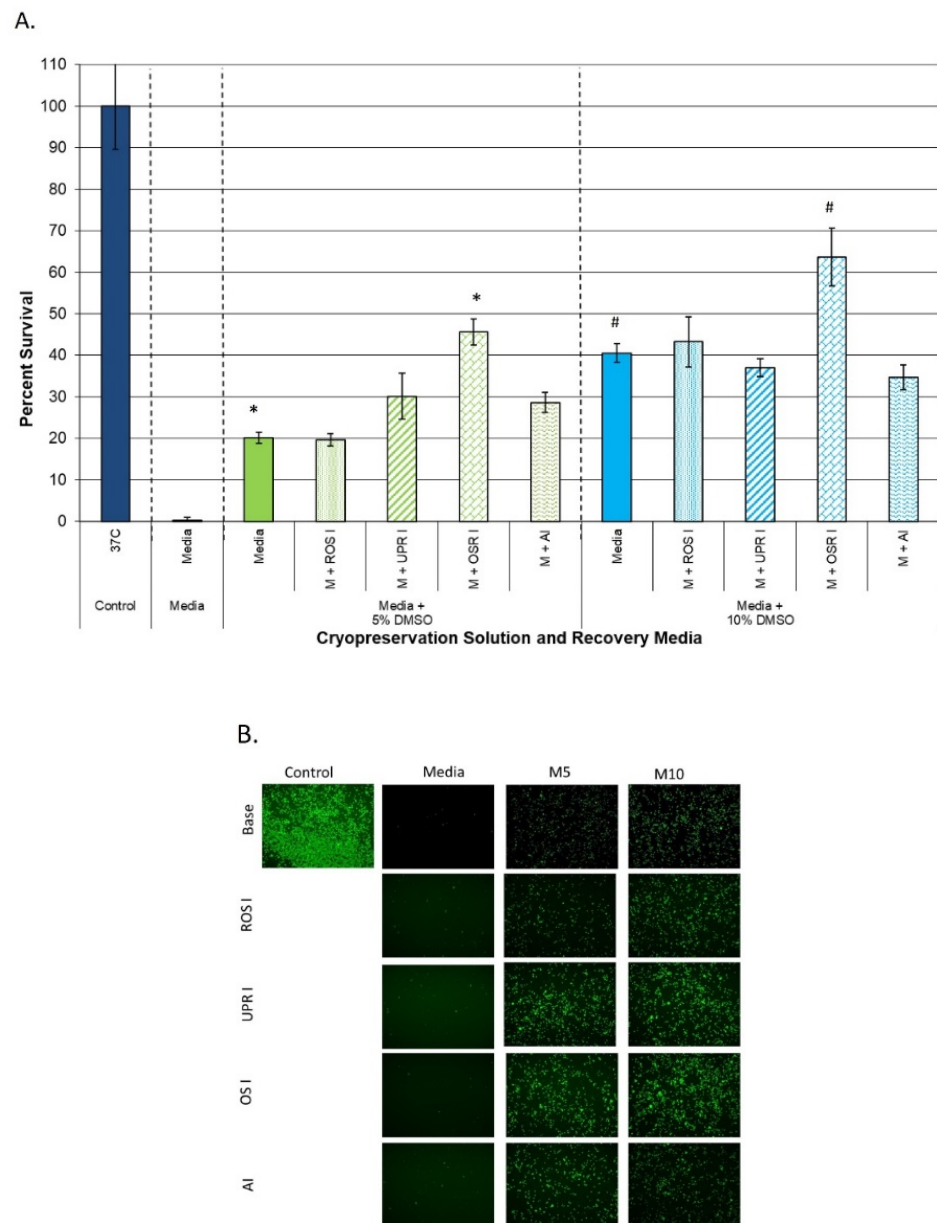 A.
110
100
90
80
70
60
50
40
30
20
10
0
Percent Survival
*
*
#
#
37C
Media
Media
M + ROS I
M + UPR I
M + OSR I
M + AI
Media
M + ROS I
M + UPR I
M + OSR I
M + AI
Control
Media
Media +
5% DMSO
Media +
10% DMSO
Cryopreservation Solution and Recovery Media
B.
Control Media M5 M10
Base
ROS I
UPR I
OS I
AI